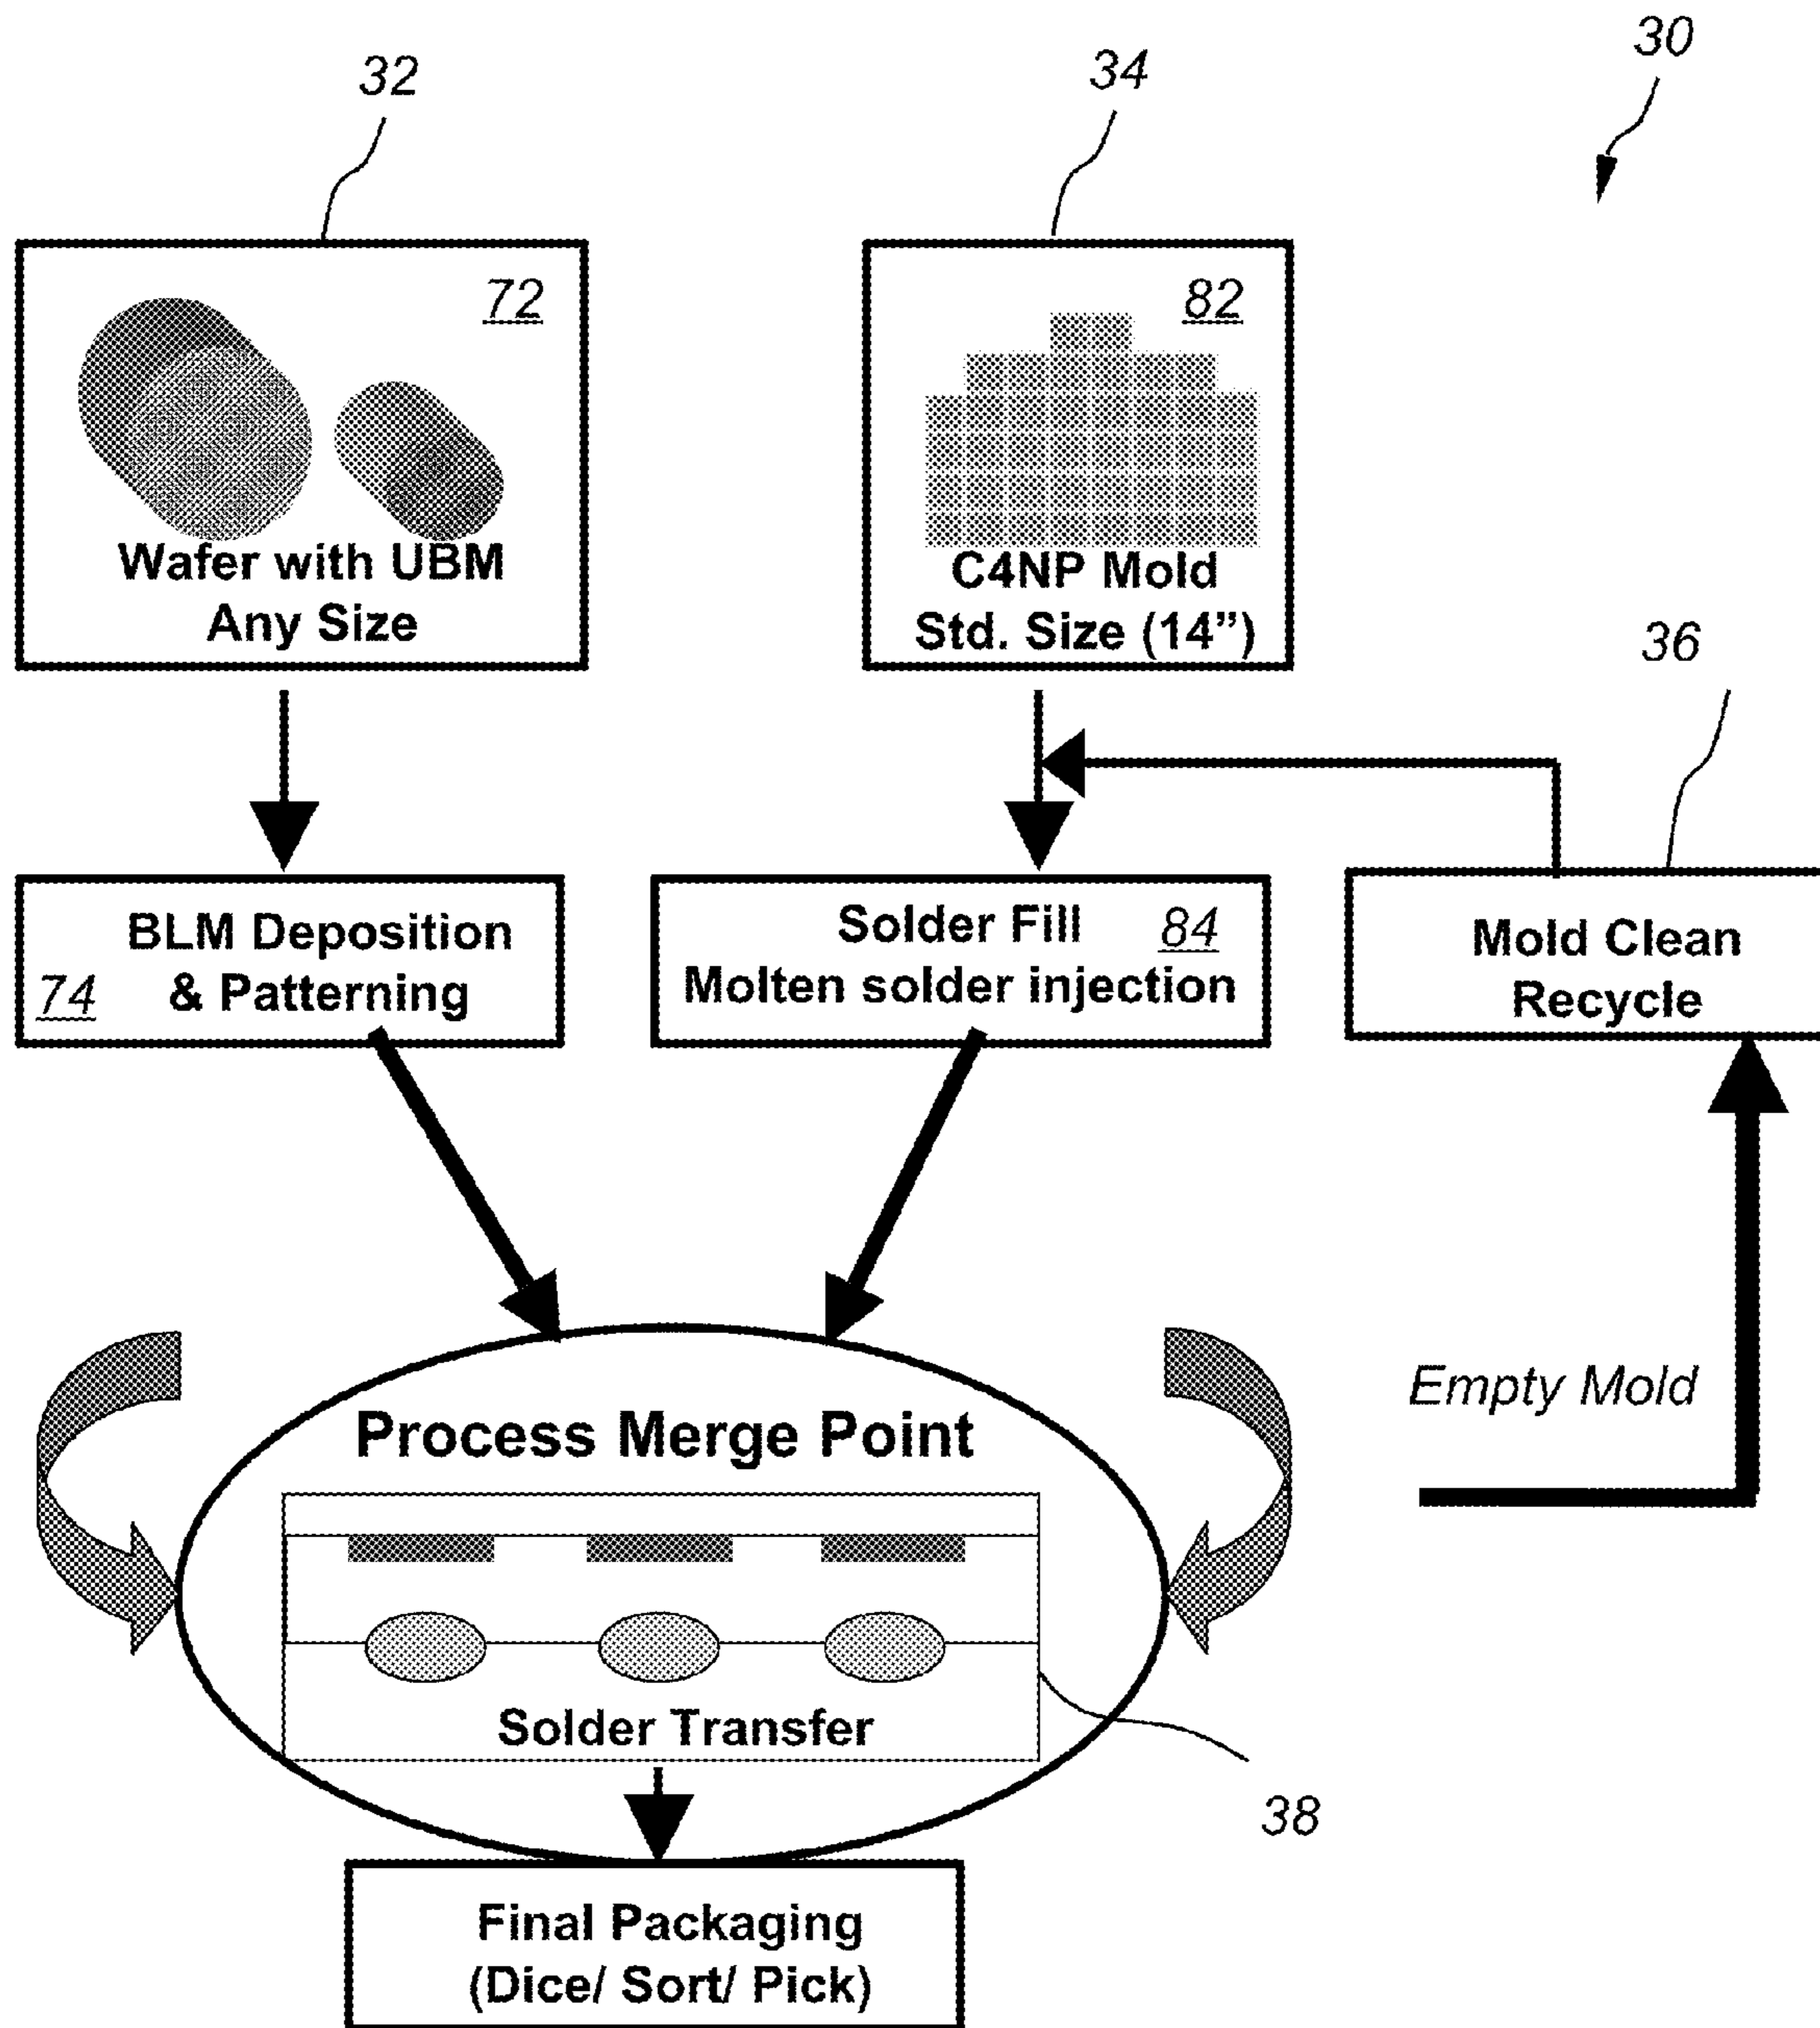 30
32
34
72
Wafer with UBM
Any Size
82
C4NP Mold
Std. Size (14”)
36
BLM Deposition
& Patterning
74
Solder Fill
84
Molten solder injection
Mold Clean
Recycle
Empty Mold
Process Merge Point
Solder Transfer
38
Final Packaging
(Dice/ Sort/ Pick)